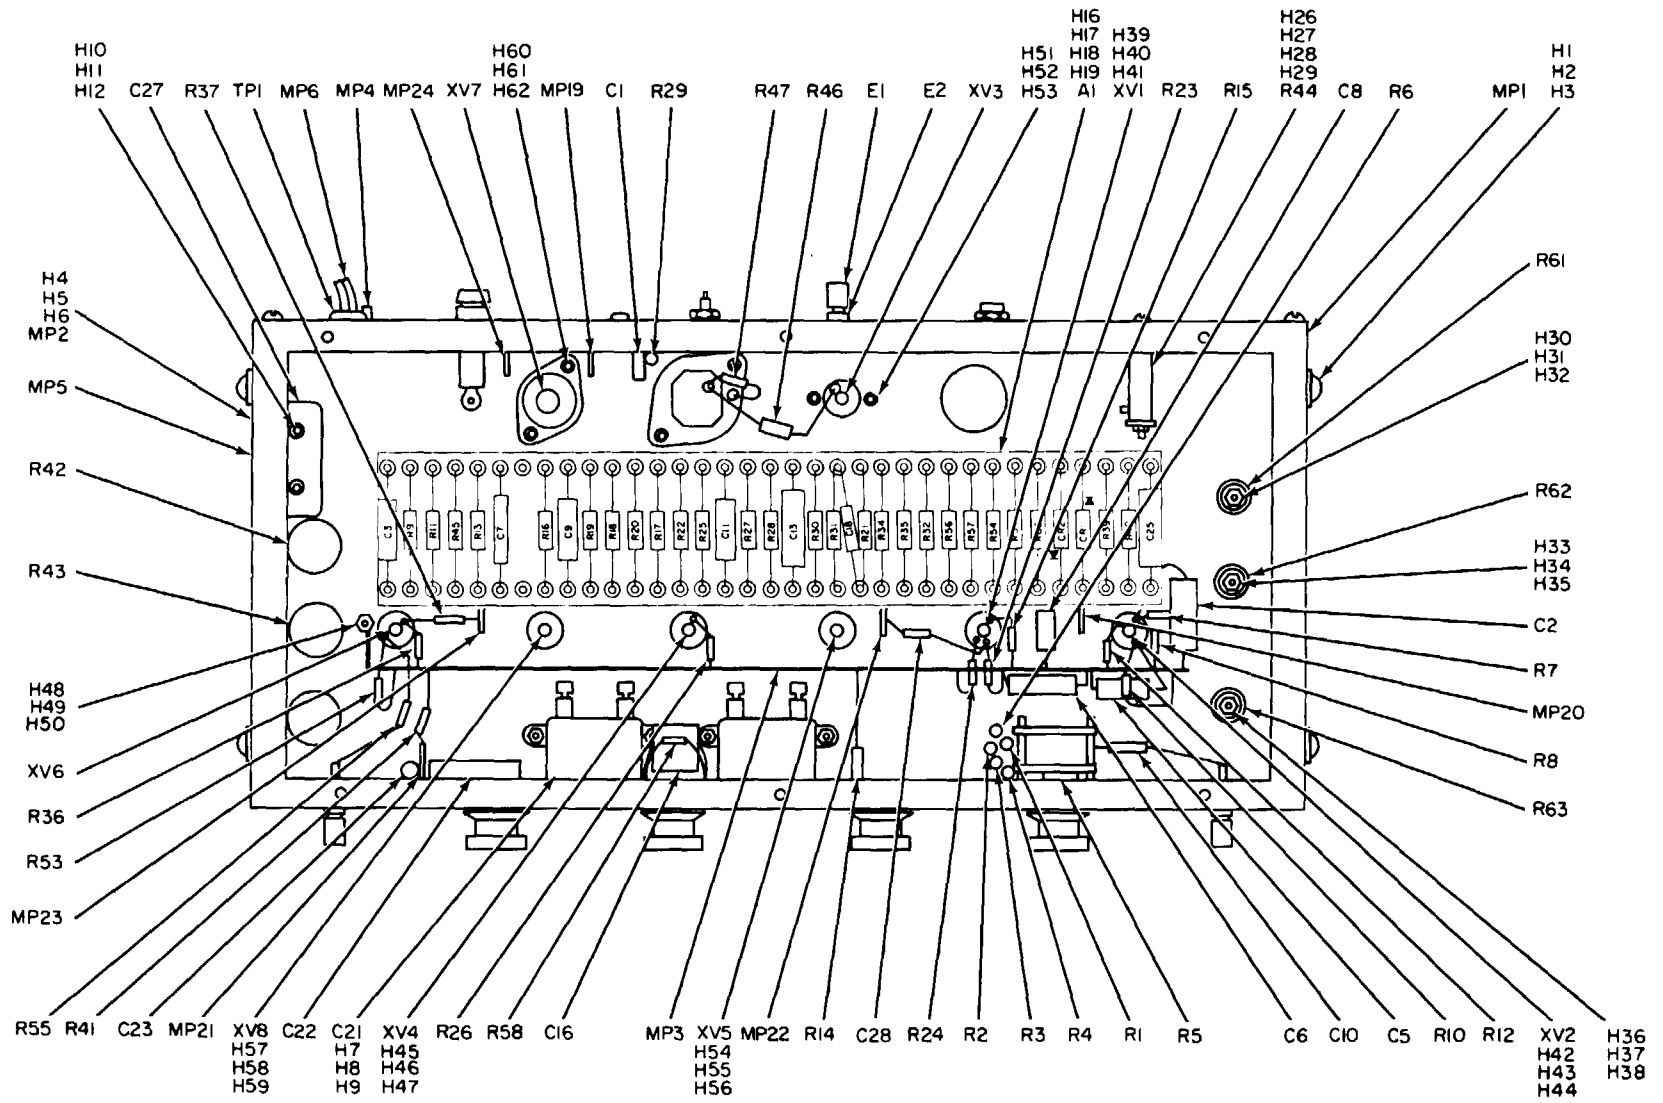 H16 H26
H17 H39 H27
H10 H60 H51 H18 H40 H28 H1
H11 H61 H52 H19 H41 H29 H2
H12 C27 R37 TP1 MP6 MP4 MP24 XV7 H62 MP19 C1 R29 R47 R46 E1 E2 XV3 H53 A1 XV1 R23 R15 R44 C8 R6 MP1 H3
R61
H4
H5
H6
MP2
H30
H31
H32
MP5
R42
R62
C3 R11 R45 R13 C7 R16 C9 R19 R18 R20 R17 R22 R25 C11 R27 R28 C13 R30 R31 C18 R21 R34 R35 R32 R56 R57 R54 R39 C25
H33
H34
H35
R43
C2
R7
H48
H49
H50
MP20
XV6
R8
R36
R63
R53
MP23
R55 R41 C23 MP21 XV8 C22 C21 XV4 R26 R58 C16 MP3 XV5 MP22 R14 C28 R24 R2 R3 R4 R1 R5 C6 C10 C5 R10 R12 XV2 H36
H57 H7 H45 H54 H42 H37
H58 H8 H46 H55 H43 H38
H59 H9 H47 H56 H44